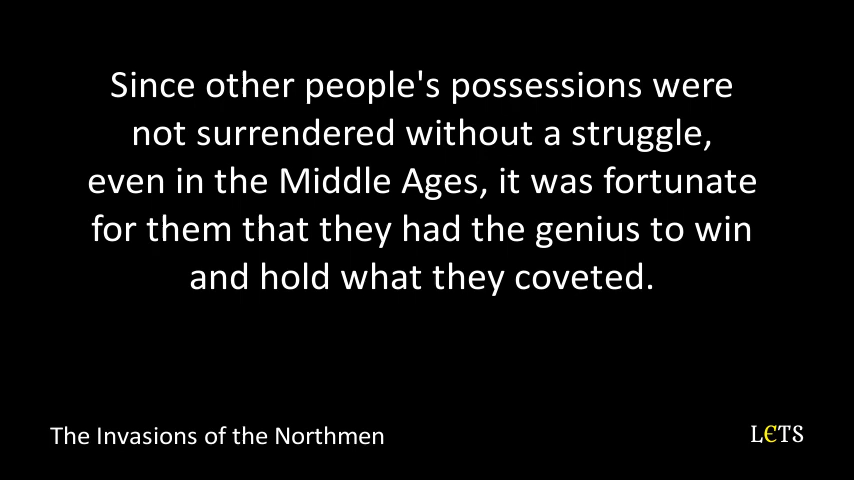 Since other people's possessions were
not surrendered without a struggle,
even in the Middle Ages, it was fortunate
for them that they had the genius to win
and hold what they coveted.
The Invasions of the Northmen
LЄTS